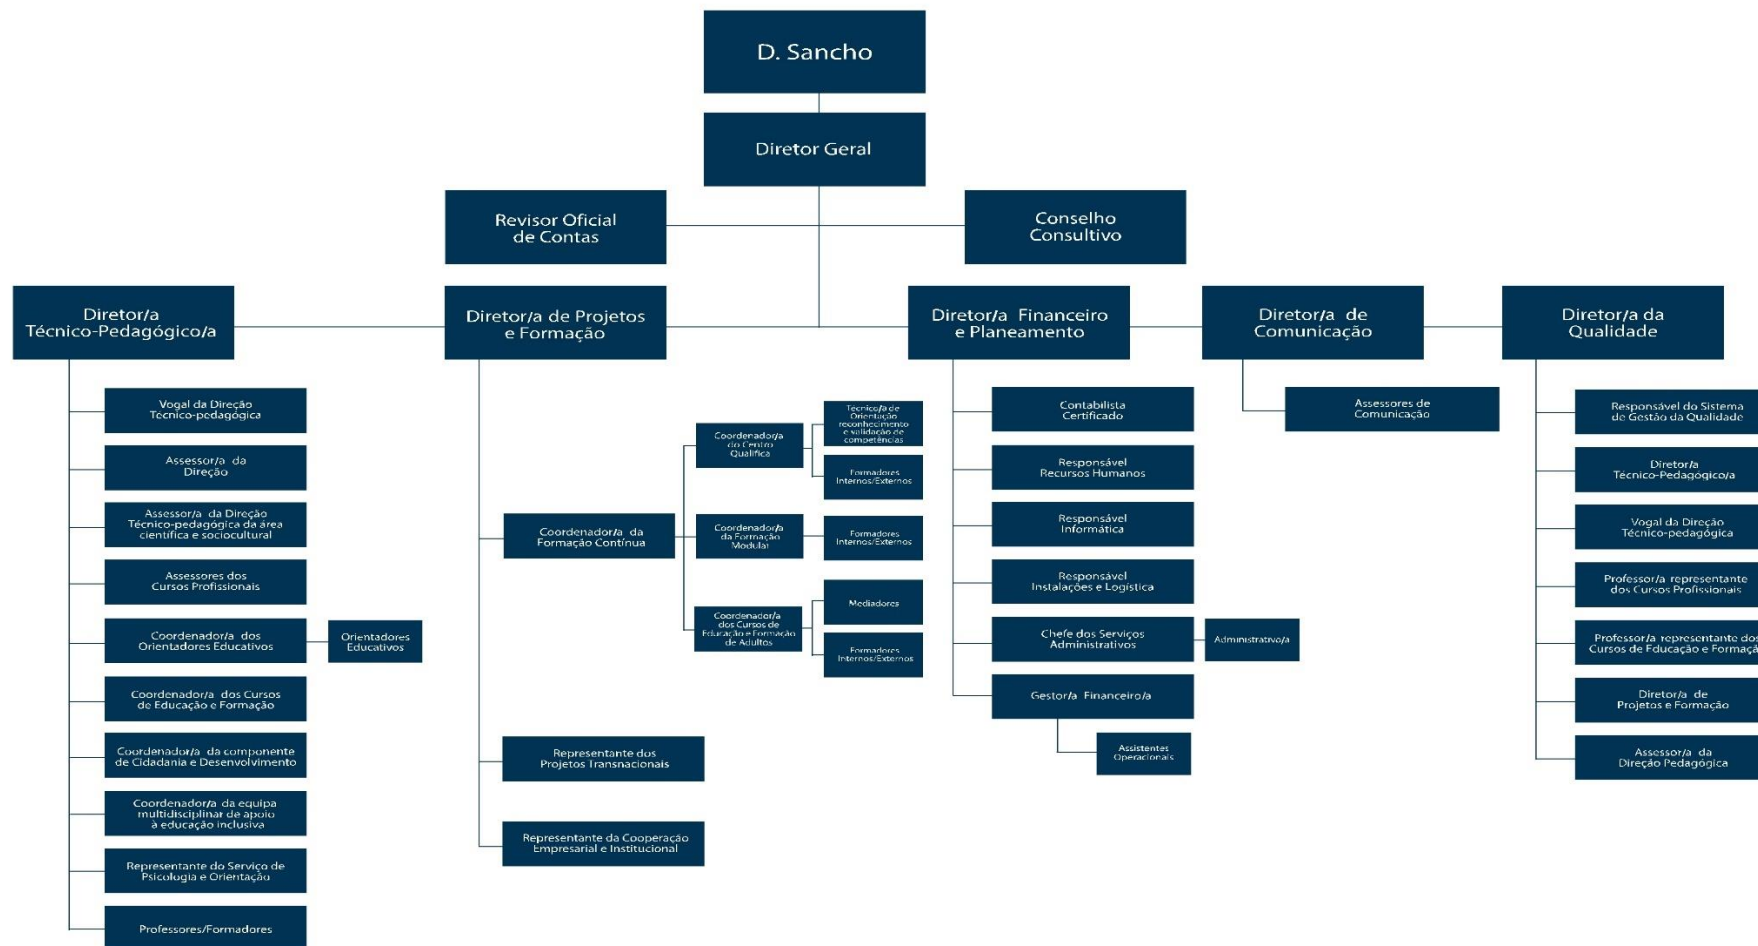 D. Sancho
Diretor Geral
Revisor Oficial
de Contas
Conselho
Consultivo
Diretor/a
Técnico-Pedagógico/a
Diretor/a de Projetos
e Formação
Diretor/a Financeiro
e Planeamento
Diretor/a de
Comunicação
Diretor/a da
Qualidade
Vogal da Direção
Técnico-pedagógica
Assessor/a da
Direção
Assessor/a da Direção
Técnico-pedagógica da área
científica e sociocultural
Assessores dos
Cursos Profissionais
Coordenador/a dos
Orientadores Educativos
Orientadores
Educativos
Coordenador/a dos Cursos
de Educação e Formação
Coordenador/a da componente
de Cidadania e Desenvolvimento
Coordenador/a da equipa
multidisciplinar de apoio
à educação inclusiva
Representante do Serviço de
Psicologia e Orientação
Professores/Formadores
Coordenador/a da
Formação Contínua
Coordenador/a
do Centro
Qualifica
Técnico/a de
Orientação
reconhecimento
e validação de
competências
Formadores
Internos/Externos
Coordenador/a
da Formação
Modular
Formadores
Internos/Externos
Coordenador/a
dos Cursos de
Educação e Formação
de Adultos
Mediadores
Formadores
Internos/Externos
Representante dos
Projetos Transnacionais
Representante da Cooperação
Empresarial e Institucional
Contabilista
Certificado
Responsável
Recursos Humanos
Responsável
Informática
Responsável
Instalações e Logística
Chefe dos Serviços
Administrativos
Administrativo/a
Gestor/a Financeiro/a
Assistentes
Operacionais
Assessores de
Comunicação
Responsável do Sistema
de Gestão da Qualidade
Diretor/a
Técnico-Pedagógico/a
Vogal da Direção
Técnico-pedagógica
Professor/a representante
dos Cursos Profissionais
Professor/a representante dos
Cursos de Educação e Formaçã
Diretor/a de
Projetos e Formação
Assessor/a da
Direção Pedagógica